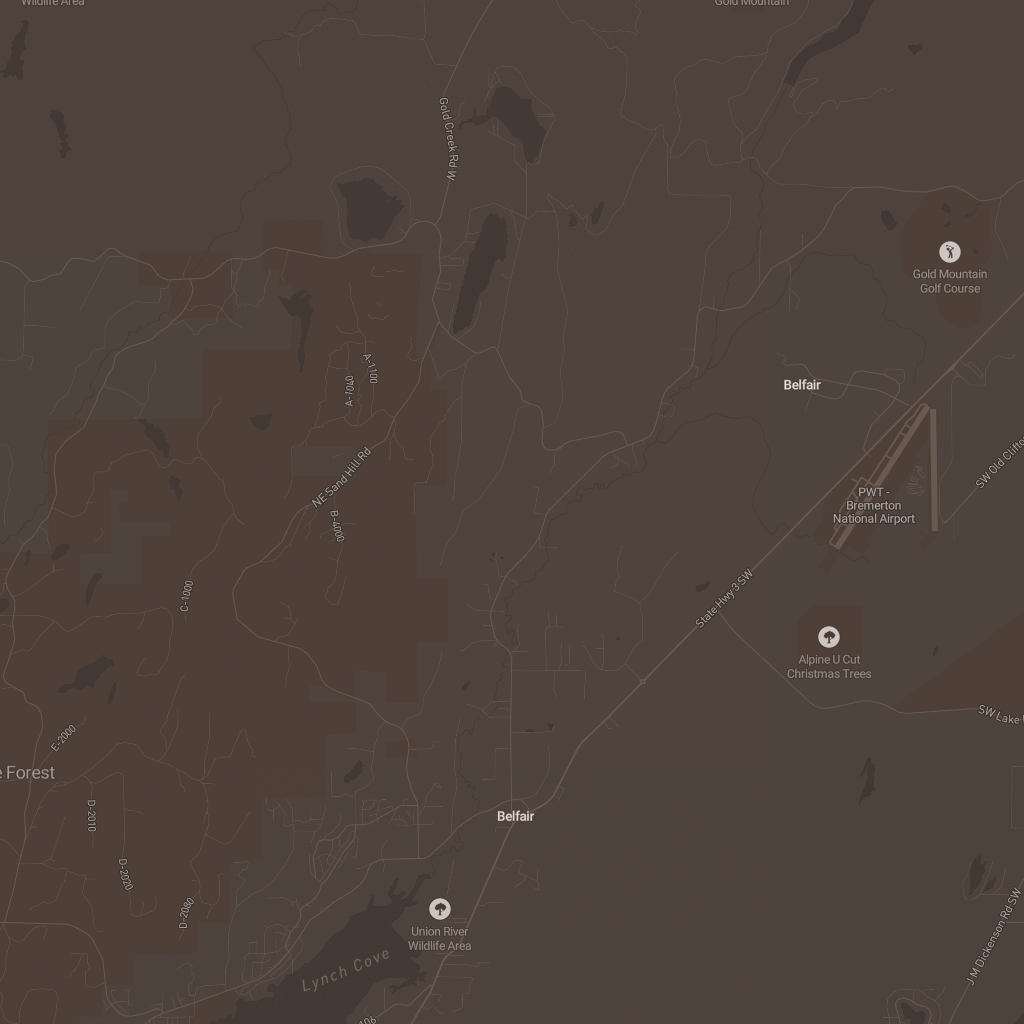 Wildlife Area
Gold Mountain
Gold Creek Rd W
Gold Mountain
Golf Course
A-1100
A-1070
Belfair
NE Sand Hill Rd
SW Old Clifto
PWT -
Bremerton
National Airport
B-4000
C-1000
State Hwy 3 SW
Alpine U Cut
Christmas Trees
SW Lake
E-2000
e Forest
D-2010
Belfair
D-2020
D-2080
Union River
Wildlife Area
J M Dickenson Rd SW
Lynch Cove
106